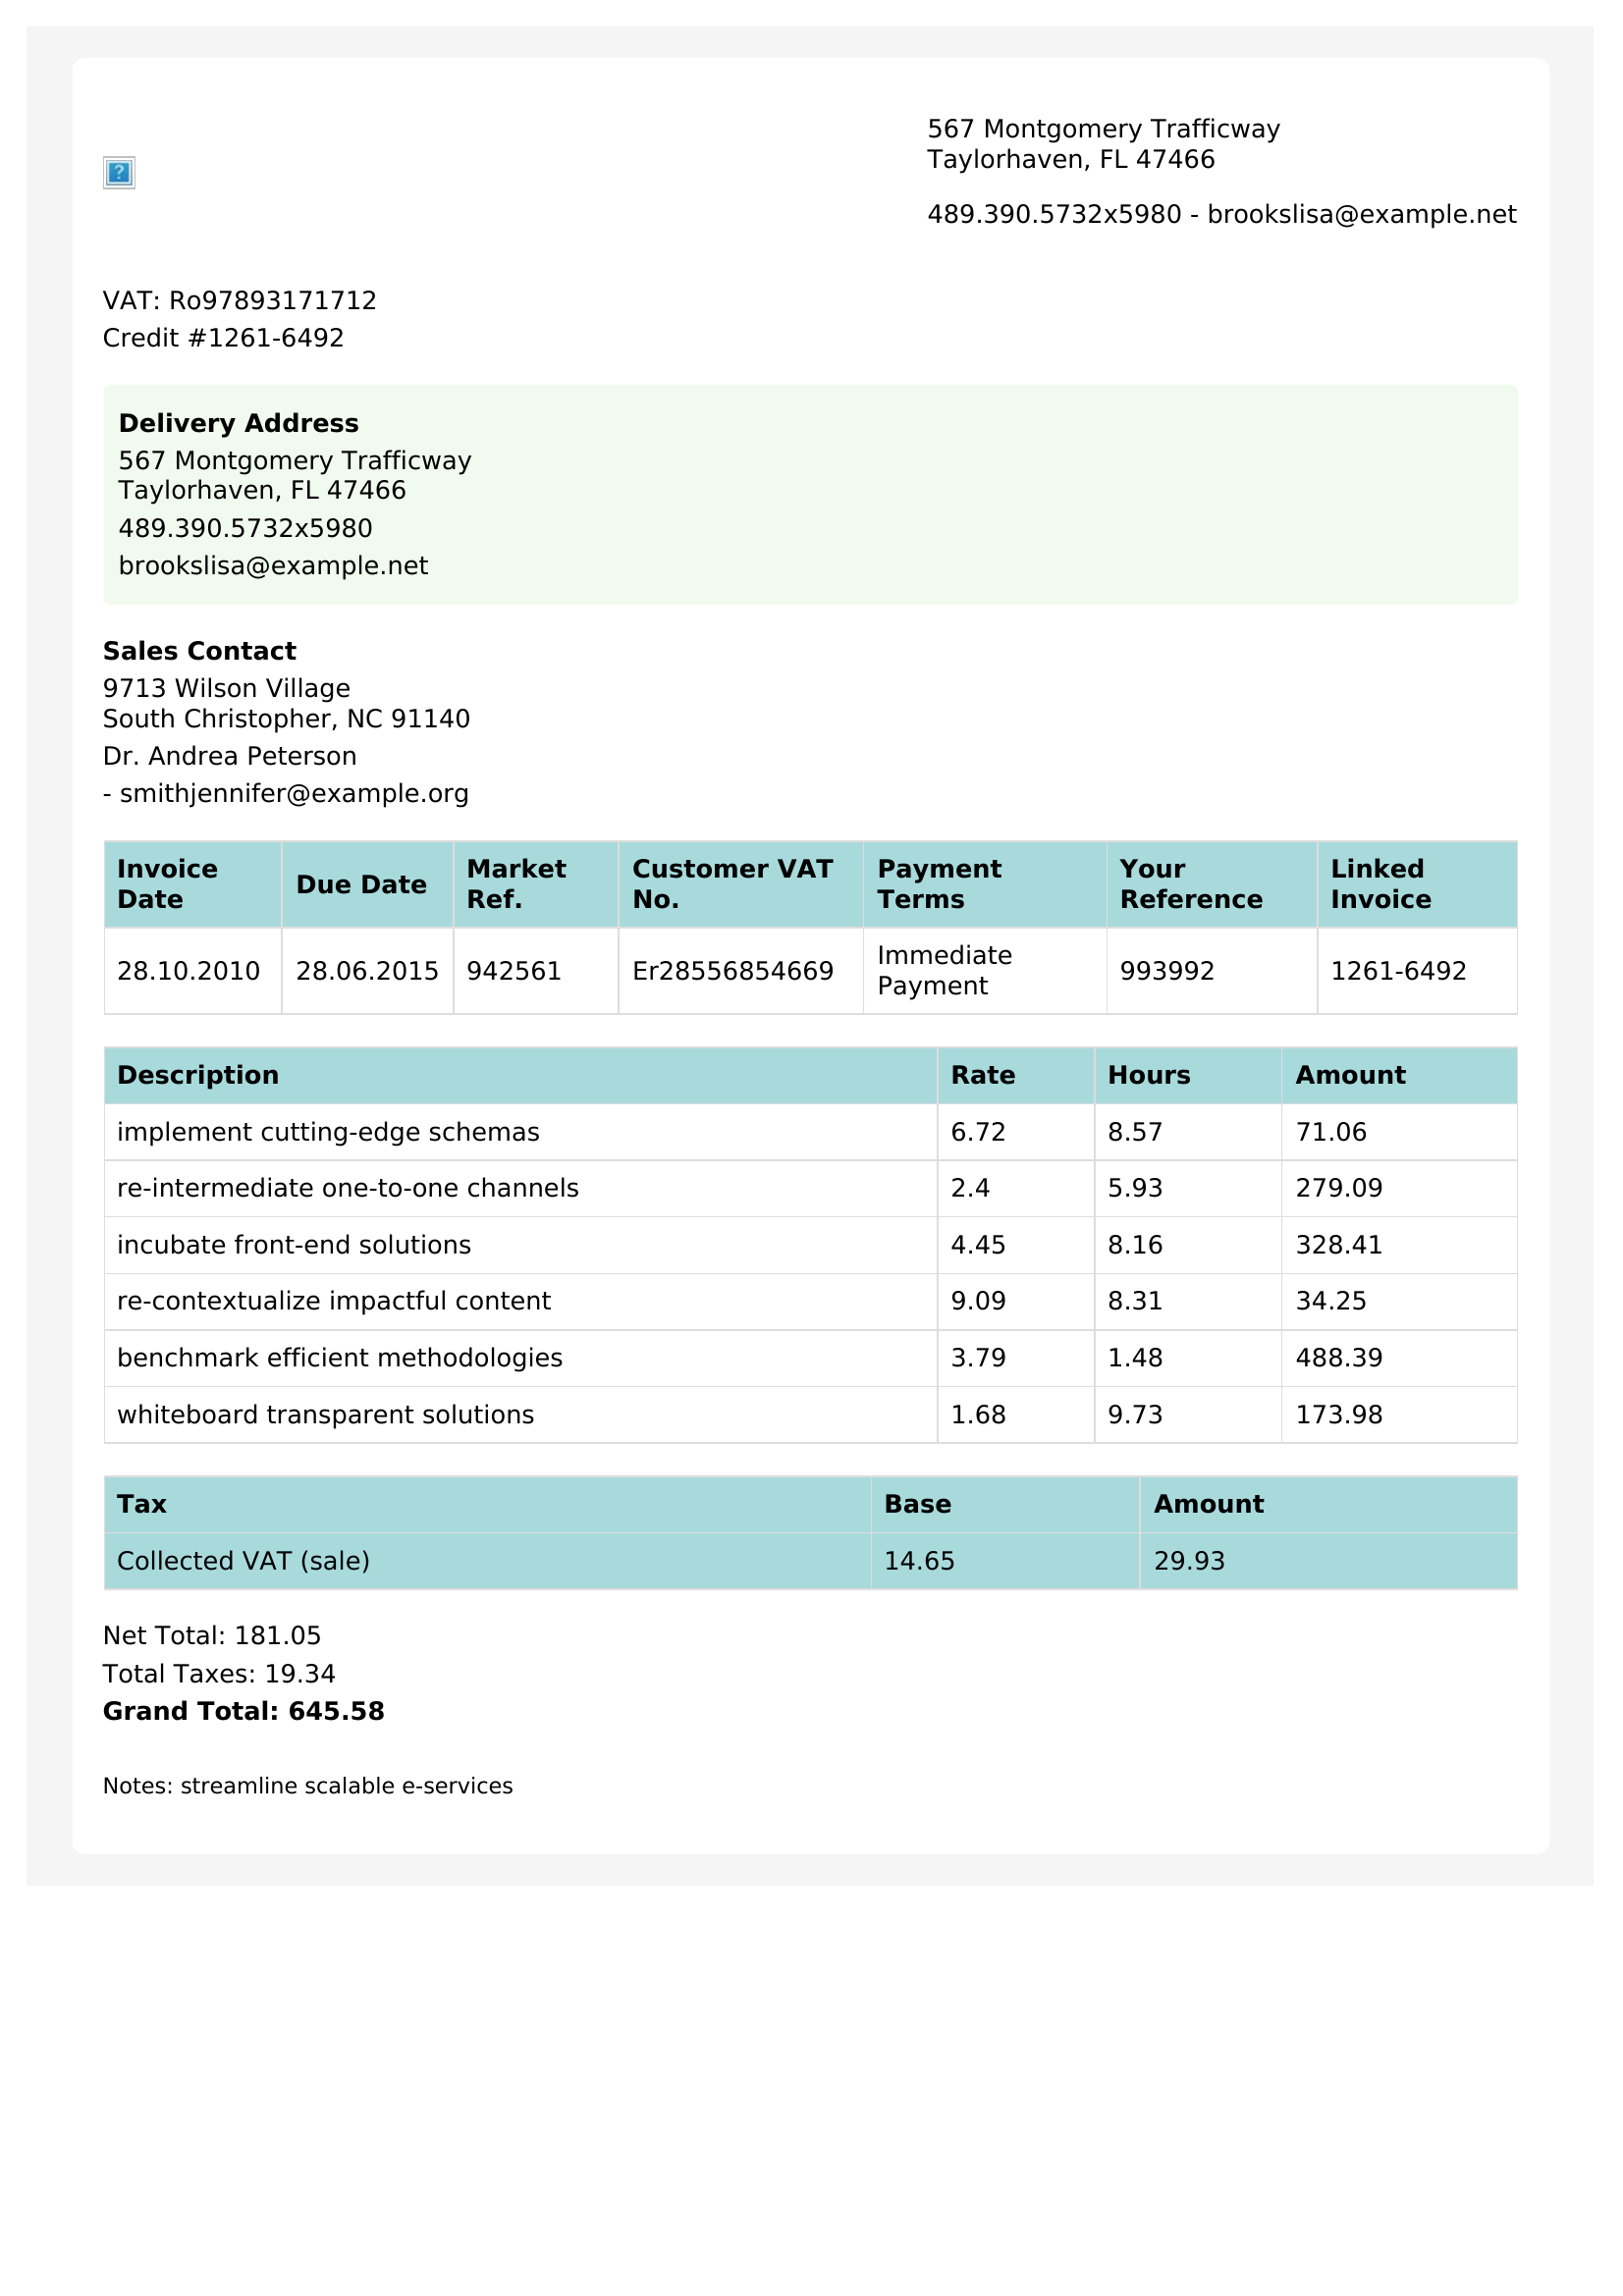 567 Montgomery Trafficway
Taylorhaven, FL 47466
489.390.5732x5980 - brookslisa@example.net
VAT: Ro97893171712
Credit #1261-6492
Delivery Address
567 Montgomery Trafficway
Taylorhaven, FL 47466
489.390.5732x5980
brookslisa@example.net
Sales Contact
9713 Wilson Village
South Christopher, NC 91140
Dr. Andrea Peterson
- smithjennifer@example.org
Invoice Date Due Date Market Ref. Customer VAT No. Payment Terms Your Reference Linked Invoice
28.10.2010 28.06.2015 942561 Er28556854669 Immediate Payment 993992 1261-6492
Description Rate Hours Amount
implement cutting-edge schemas 6.72 8.57 71.06
re-intermediate one-to-one channels 2.4 5.93 279.09
incubate front-end solutions 4.45 8.16 328.41
re-contextualize impactful content 9.09 8.31 34.25
benchmark efficient methodologies 3.79 1.48 488.39
whiteboard transparent solutions 1.68 9.73 173.98
Tax Base Amount
Collected VAT (sale) 14.65 29.93
Net Total: 181.05
Total Taxes: 19.34
Grand Total: 645.58
Notes: streamline scalable e-services